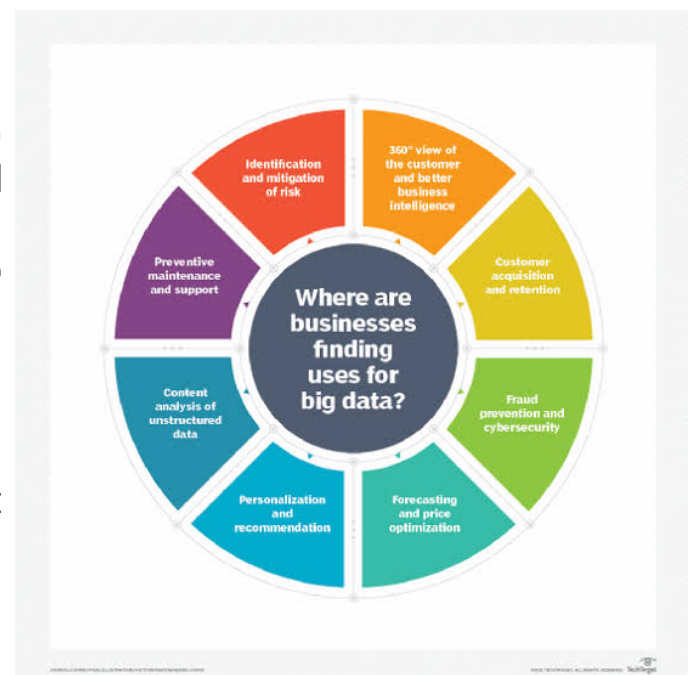 Where are
businesses
finding
uses for
big data?
360° view of
the customer
and better
business
intelligence
Customer
acquisition
and retention
Fraud
prevention and
cybersecurity
Forecasting
and price
optimization
Personalization
and
recommendation
Content
analysis of
unstructured
data
Preventive
maintenance
and support
Identification
and mitigation
of risk
TechTarget